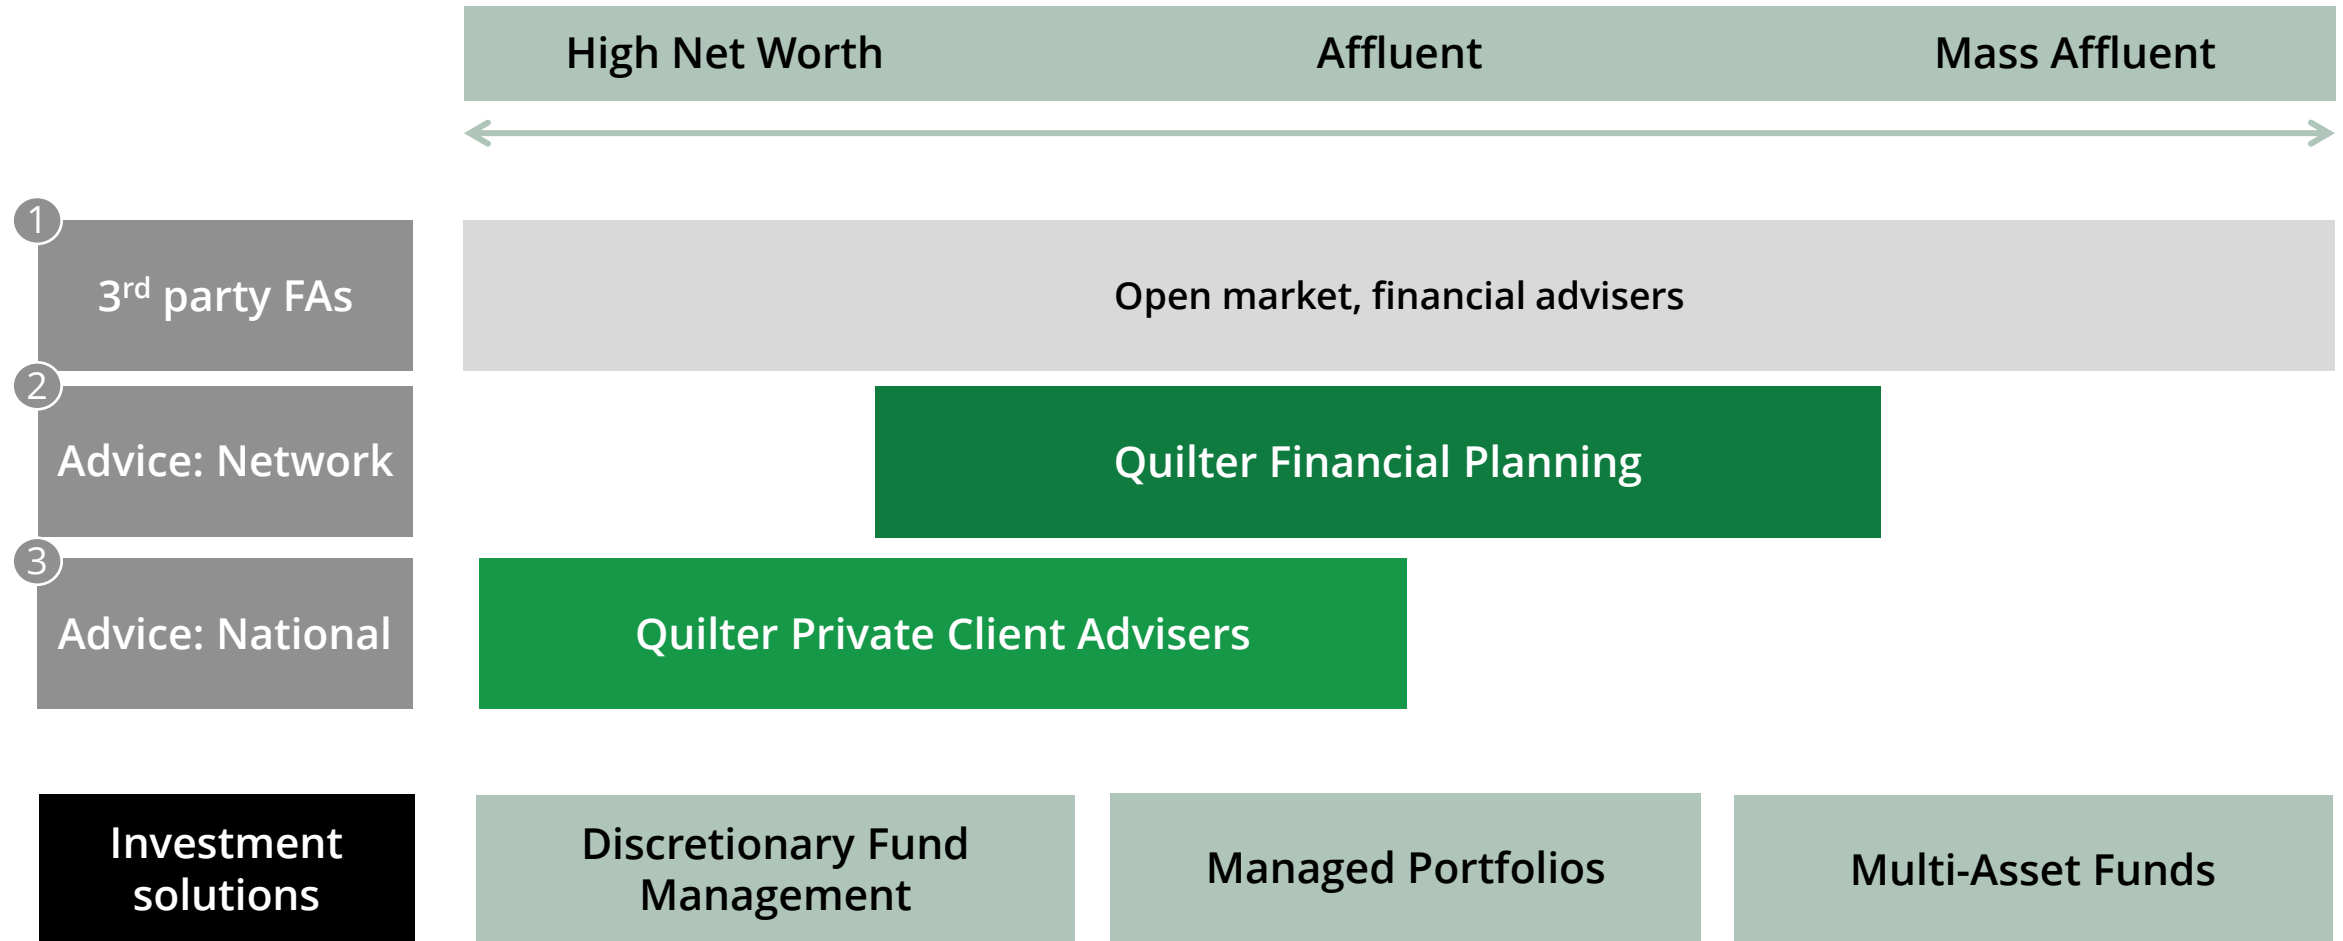 High Net Worth
Affluent
Mass Affluent
1
3rd party FAs
Open market, financial advisers
2
Advice: Network
Quilter Financial Planning
3
Advice: National
Quilter Private Client Advisers
Investment
solutions
Discretionary Fund
Management
Managed Portfolios
Multi-Asset Funds